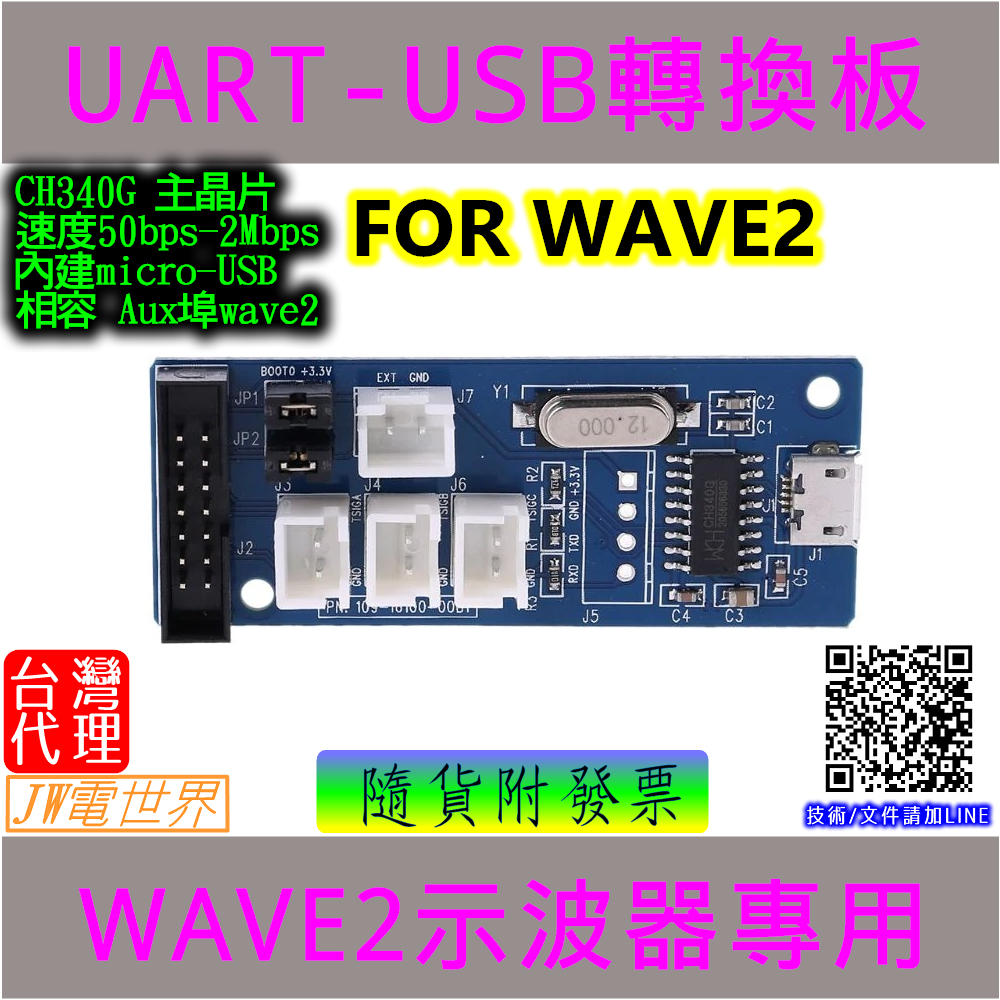 UART-USB轉換板
CH340G 主晶片
速度50bps-2Mbps
內建micro-USB
相容 Aux埠wave2
FOR WAVE2
BOOT0 +3.3V
EXT GND
JP1
J7
Y1
C2
C1
12.000
JP2
J3
J4
J6
R2
+3.3V
TSIGA
TSIGB
TSIGC
GND
CH340G
J2
R1
TXD
J1
GND
GND
GND
RXD
R3
C5
J5
C4
C3
台灣
代理
JW電世界
隨貨附發票
技術/文件請加LINE
WAVE2示波器專用